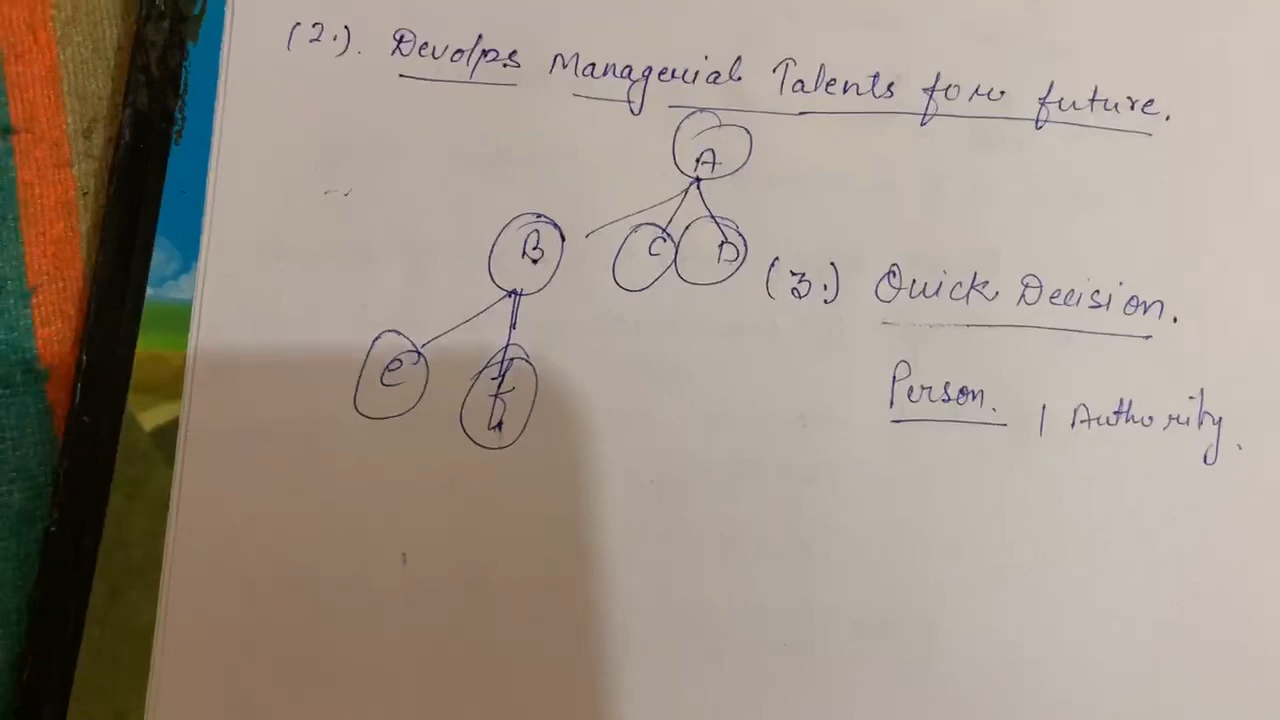 (2.). Devolps Managerial Talents for future.
A
B C D
e f
(3.) Quick Decision.
Person. | Authority.